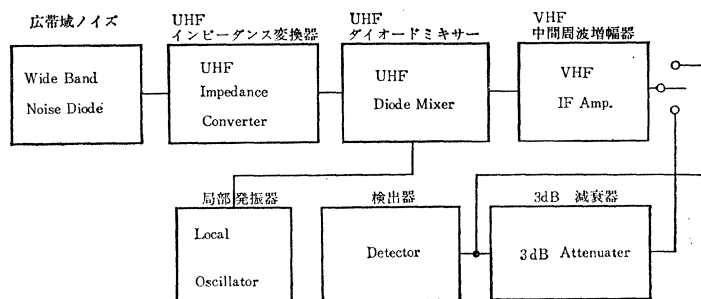 広帯域ノイズ
Wide Band
Noise Diode
UHF
インピーダンス変換器
UHF
Impedance
Converter
UHF
ダイオードミキサー
UHF
Diode Mixer
VHF
中間周波増幅器
VHF
IF Amp.
局部発振器
Local
Oscillator
検出器
Detector
3dB 減衰器
3dB Attenuater